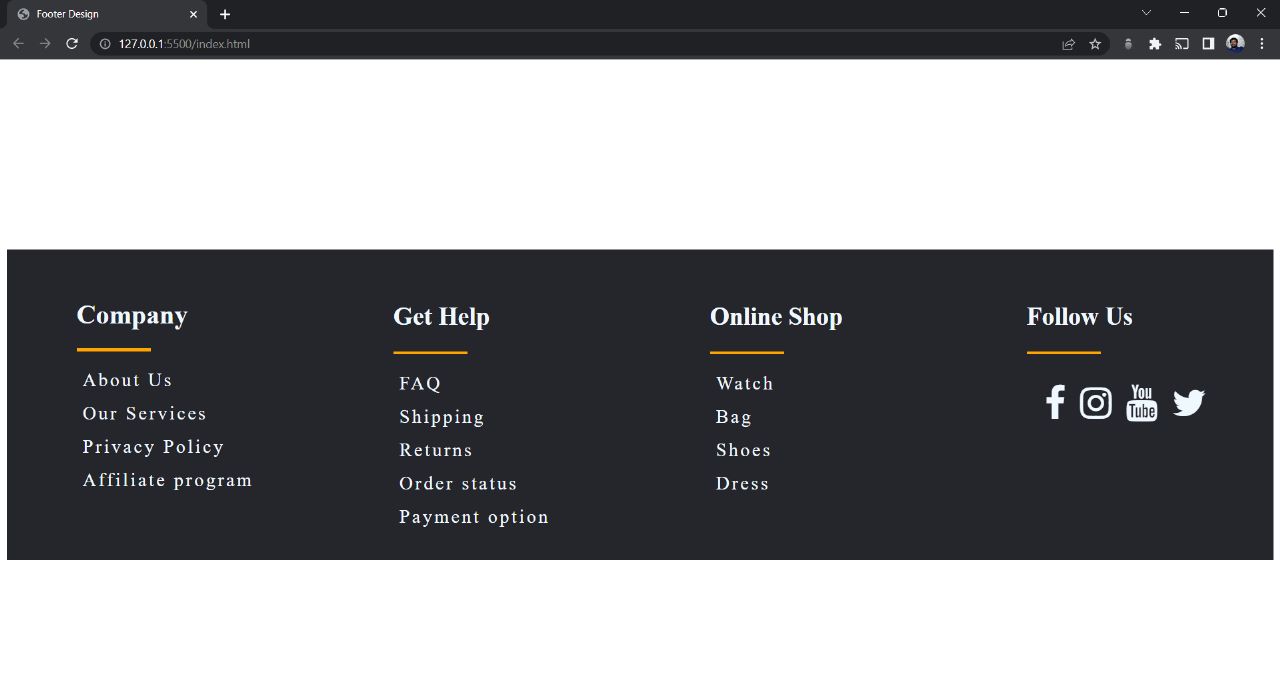 Footer Design
127.0.0.1:5500/index.html
Company
About Us
Our Services
Privacy Policy
Affiliate program
Get Help
FAQ
Shipping
Returns
Order status
Payment option
Online Shop
Watch
Bag
Shoes
Dress
Follow Us
You
Tube